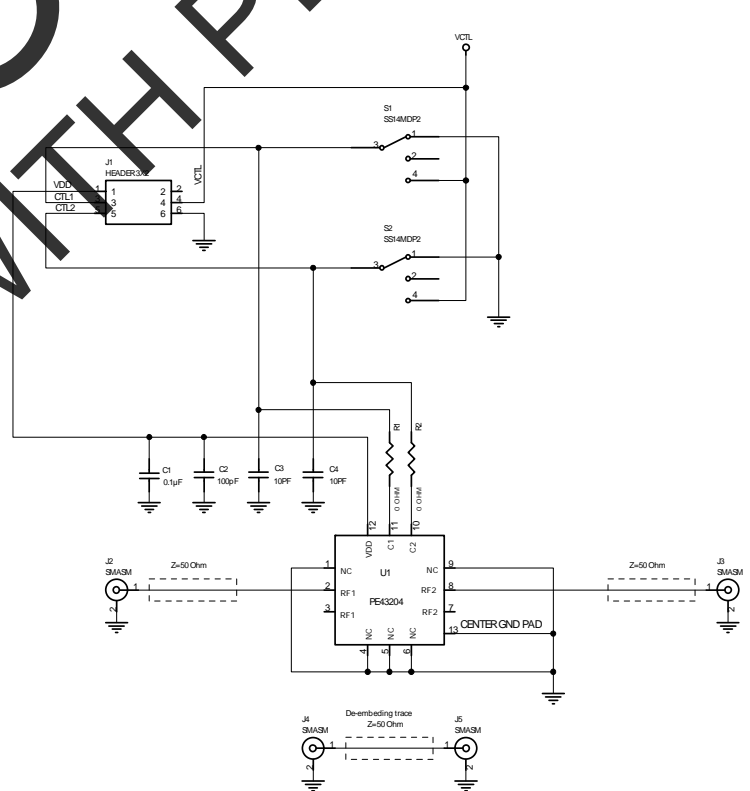 VCTL
S1
SS14MDP2
1
3
2
4
J1
HEADER 3X2
VCTL
VDD
1 2 2
CTL1
3 4 4
CTL2
5 6 6
S2
SS14MDP2
1
3
2
4
R1
R2
C1
0.1µF
C2
100pF
C3
10PF
C4
10PF
0 OHM
0 OHM
12
11
10
VDD
C1
C2
J2
SMASM
Z=50 Ohm
1
2
1
NC
U1
NC
9
2
RF1
RF2
8
PE43204
3
RF1
RF2
7
Z=50 Ohm
J3
SMASM
1
2
NC
NC
NC
13
CENTER GND PAD
4
5
6
De-embeding trace
Z=50 Ohm
J4
SMASM
1
2
J5
SMASM
1
2